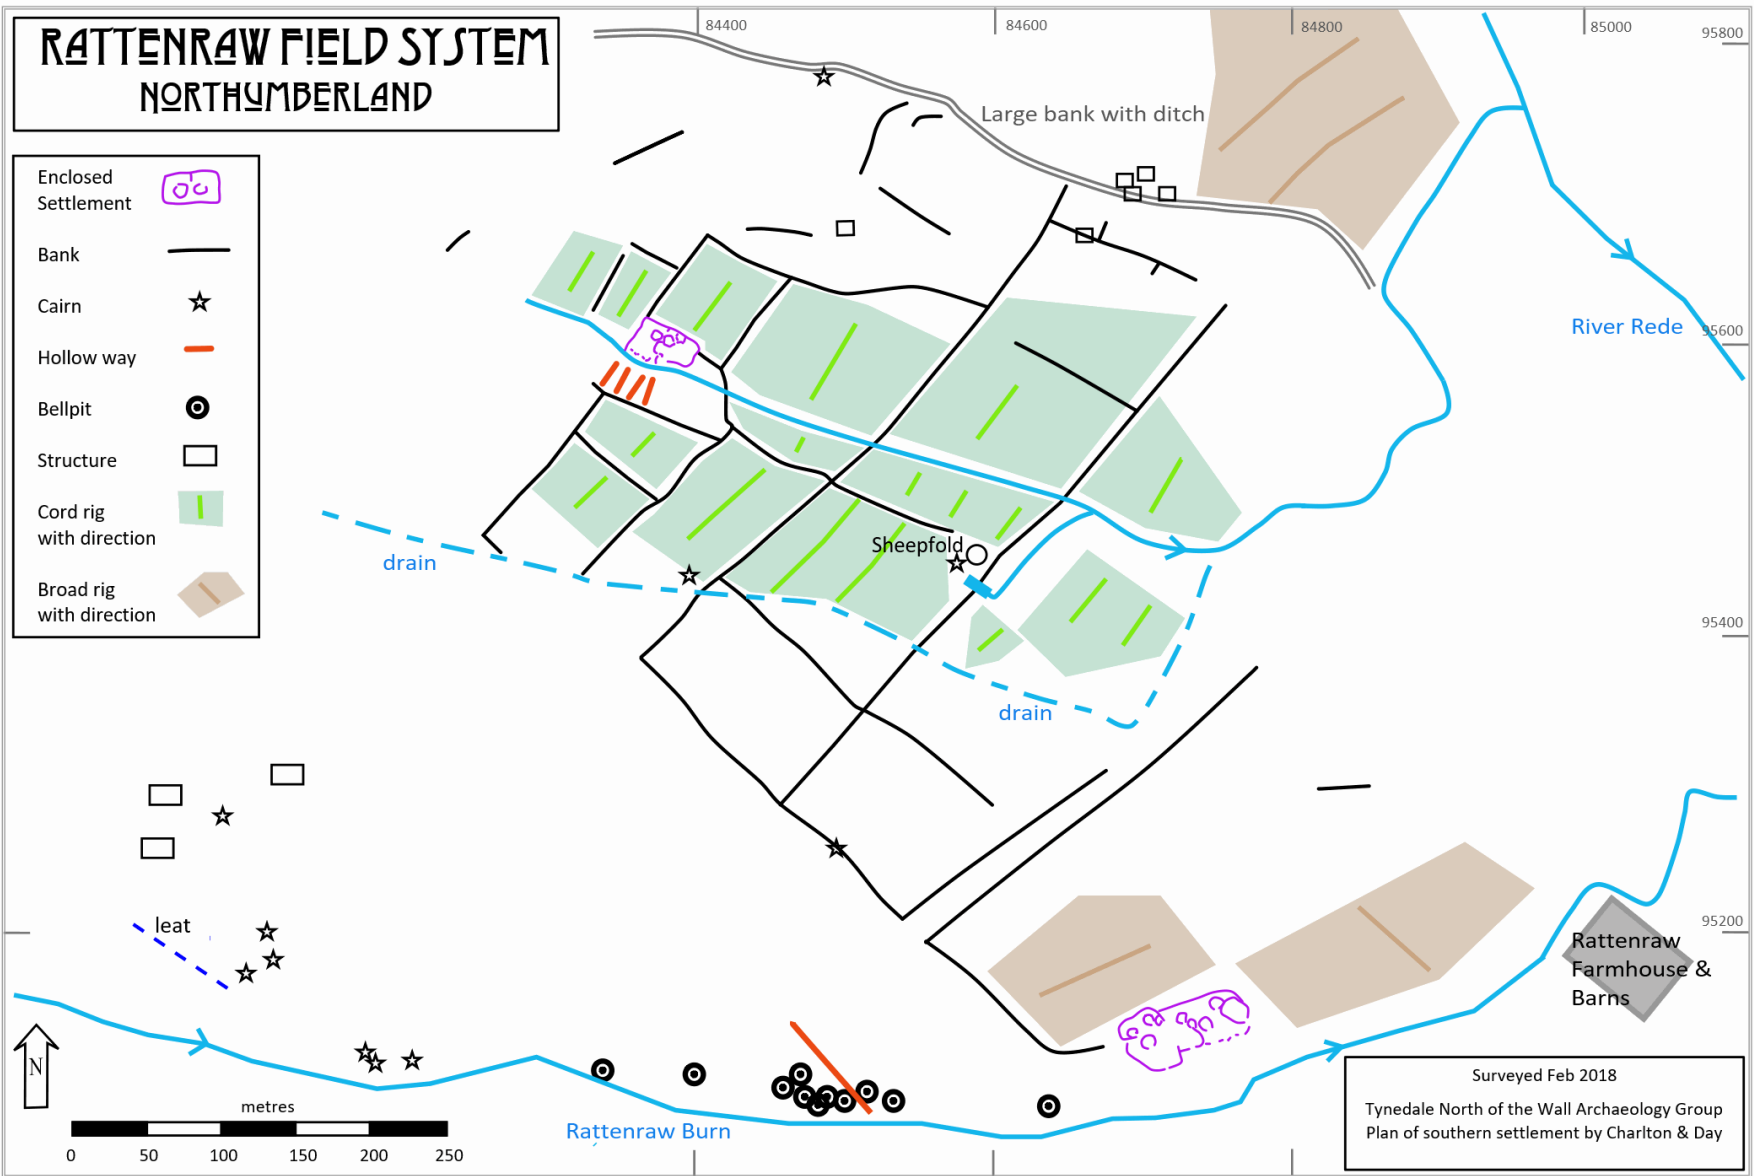 RATTENRAW FIELD SYSTEM
NORTHUMBERLAND
84400
84600
84800
85000
95800
Large bank with ditch
Enclosed
Settlement
Bank
Cairn
Hollow way
Bellpit
Structure
Cord rig
with direction
Broad rig
with direction
River Rede
95600
Sheepfold
drain
95400
drain
leat
95200
Rattenraw
Farmhouse &
Barns
N
metres
0 50 100 150 200 250
Rattenraw Burn
Surveyed Feb 2018
Tynedale North of the Wall Archaeology Group
Plan of southern settlement by Charlton & Day